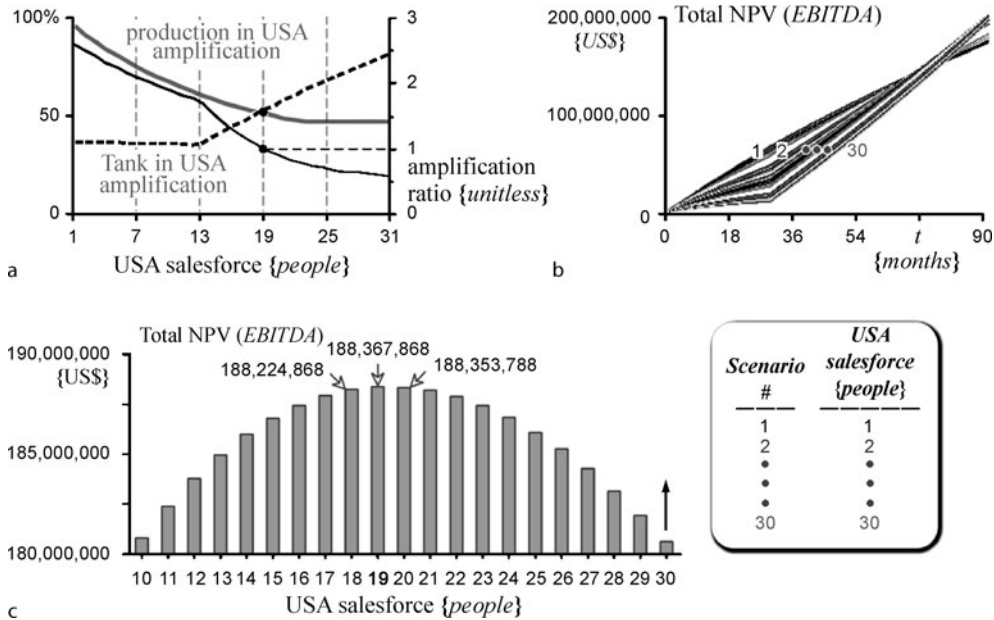 100%
50
0
production in USA
amplification
Tank in USA
amplification
3
2
1
0
amplification
ratio {unitless}
1 7 13 19 25 31
USA salesforce {people}
a
Total NPV (EBITDA)
{US$}
200,000,000
100,000,000
0
1 2 30
0 18 36 54 t 90
{months}
b
Total NPV (EBITDA)
190,000,000
{US$}
185,000,000
180,000,000
188,224,868
188,367,868
188,353,788
10 11 12 13 14 15 16 17 18 19 20 21 22 23 24 25 26 27 28 29 30
USA salesforce {people}
c
Scenario
#
USA
salesforce
{people}
1 1
2 2
30 30